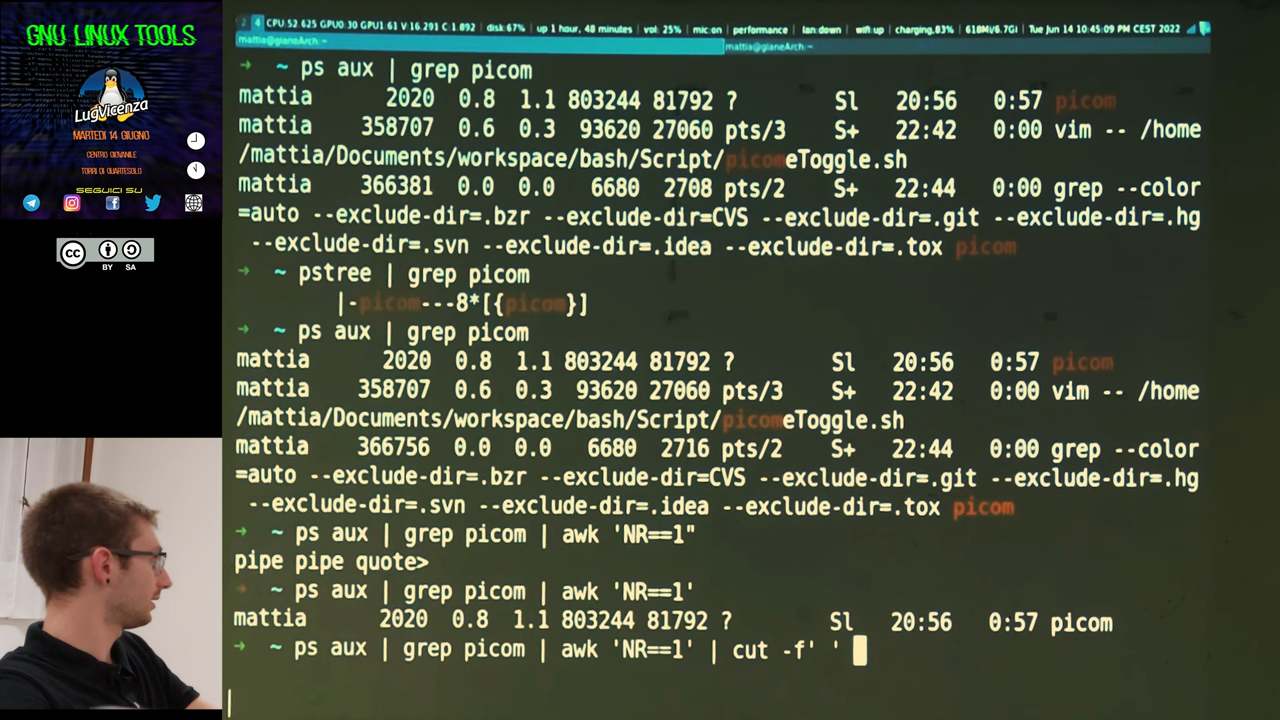 GNU LINUX TOOLS
LugVicenza
MARTEDI 14 GIUGNO
CENTRO GIOVANILE
TORRI DI QUARTESOLO
SEGUICI SU
cc
BY SA
2 4 CPU:52.625 GPU0:30 GPU1:61 V:16.291 C:1.892 disk:67% up 1 hour, 48 minutes vol: 25% mic:on performance lan:down wifi:up charging,83% 618Mi/6.7Gi Tue Jun 14 10:45:09 PM CEST 2022
mattia@gianeArch:~ mattia@gianeArch:~
→ ~ ps aux | grep picom
mattia 2020 0.8 1.1 803244 81792 ? Sl 20:56 0:57 picom
mattia 358707 0.6 0.3 93620 27060 pts/3 S+ 22:42 0:00 vim -- /home
/mattia/Documents/workspace/bash/Script/picomeToggle.sh
mattia 366381 0.0 0.0 6680 2708 pts/2 S+ 22:44 0:00 grep --color
=auto --exclude-dir=.bzr --exclude-dir=CVS --exclude-dir=.git --exclude-dir=.hg
--exclude-dir=.svn --exclude-dir=.idea --exclude-dir=.tox picom
→ ~ pstree | grep picom
|-picom---8*[{picom}]
→ ~ ps aux | grep picom
mattia 2020 0.8 1.1 803244 81792 ? Sl 20:56 0:57 picom
mattia 358707 0.6 0.3 93620 27060 pts/3 S+ 22:42 0:00 vim -- /home
/mattia/Documents/workspace/bash/Script/picomeToggle.sh
mattia 366756 0.0 0.0 6680 2716 pts/2 S+ 22:44 0:00 grep --color
=auto --exclude-dir=.bzr --exclude-dir=CVS --exclude-dir=.git --exclude-dir=.hg
--exclude-dir=.svn --exclude-dir=.idea --exclude-dir=.tox picom
→ ~ ps aux | grep picom | awk 'NR==1"
pipe pipe quote>
→ ~ ps aux | grep picom | awk 'NR==1'
mattia 2020 0.8 1.1 803244 81792 ? Sl 20:56 0:57 picom
→ ~ ps aux | grep picom | awk 'NR==1' | cut -f' '